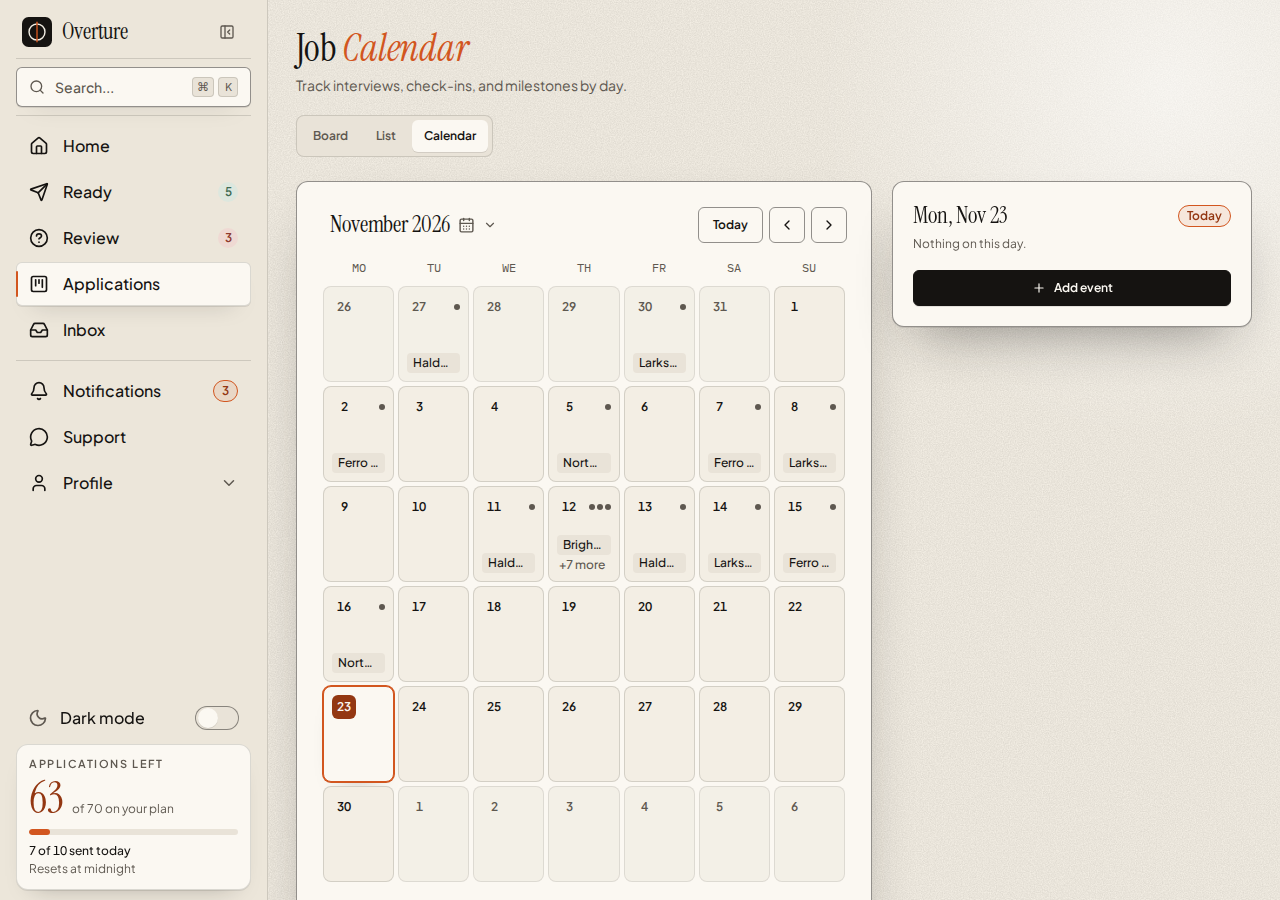 Overture
Search...
⌘ K
Home
Ready 5
Review 3
Applications
Inbox
Notifications 3
Support
Profile
Dark mode
APPLICATIONS LEFT
63 of 70 on your plan
7 of 10 sent today
Resets at midnight
Job Calendar
Track interviews, check-ins, and milestones by day.
Board List Calendar
November 2026
Today
MO TU WE TH FR SA SU
26 27 28 29 30 31 1
Hald... Larks...
2 3 4 5 6 7 8
Ferro ... Nort... Ferro ... Larks...
9 10 11 12 13 14 15
Brigh...
Hald... +7 more Hald... Larks... Ferro ...
16 17 18 19 20 21 22
Nort...
23 24 25 26 27 28 29
30 1 2 3 4 5 6
Mon, Nov 23 Today
Nothing on this day.
Add event